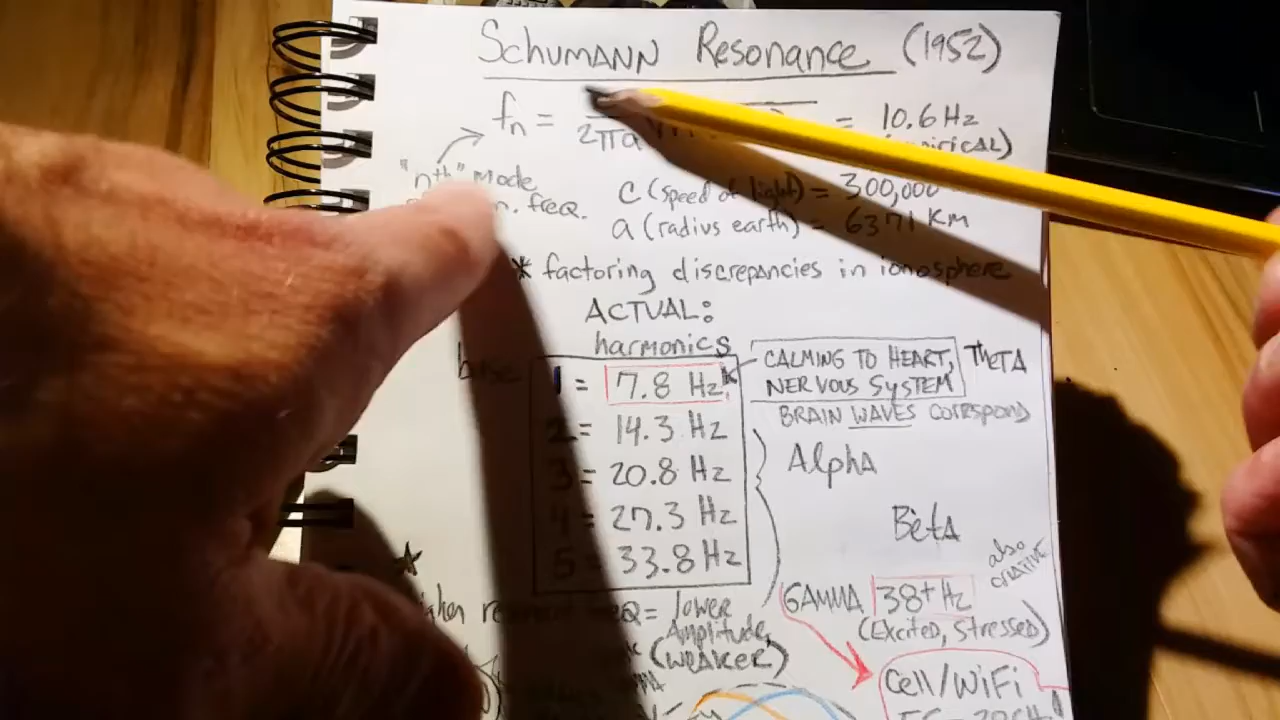 Schumann Resonance (1952)
fn = 2πa = 10.6 Hz
"nth" Mode
freq.
c (speed of light) = 300,000
a (radius earth) = 6371 Km
* factoring discrepancies in ionosphere
ACTUAL:
harmonics
base 1 = 7.8 Hz
CALMING TO HEART, THETA
NERVOUS SYSTEM
BRAIN WAVES CORRESPOND
2 = 14.3 Hz
Alpha
3 = 20.8 Hz
4 = 27.3 Hz
Beta
5 = 33.8 Hz
also
creative
GAMMA 38+ Hz
(Excited, Stressed)
= lower
Amplitude,
(WEAKER)
Cell/WiFi